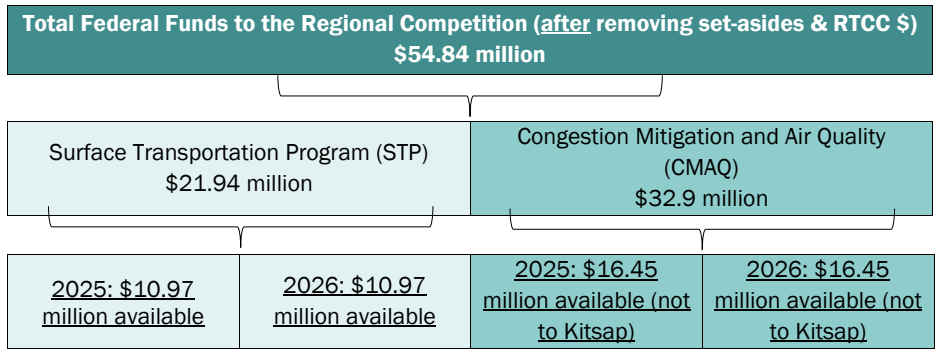 Total Federal Funds to the Regional Competition (after removing set-asides & RTCC $)
$54.84 million
Surface Transportation Program (STP)
$21.94 million
Congestion Mitigation and Air Quality
(CMAQ)
$32.9 million
2025: $10.97
million available
2026: $10.97
million available
2025: $16.45
million available (not
to Kitsap)
2026: $16.45
million available (not
to Kitsap)